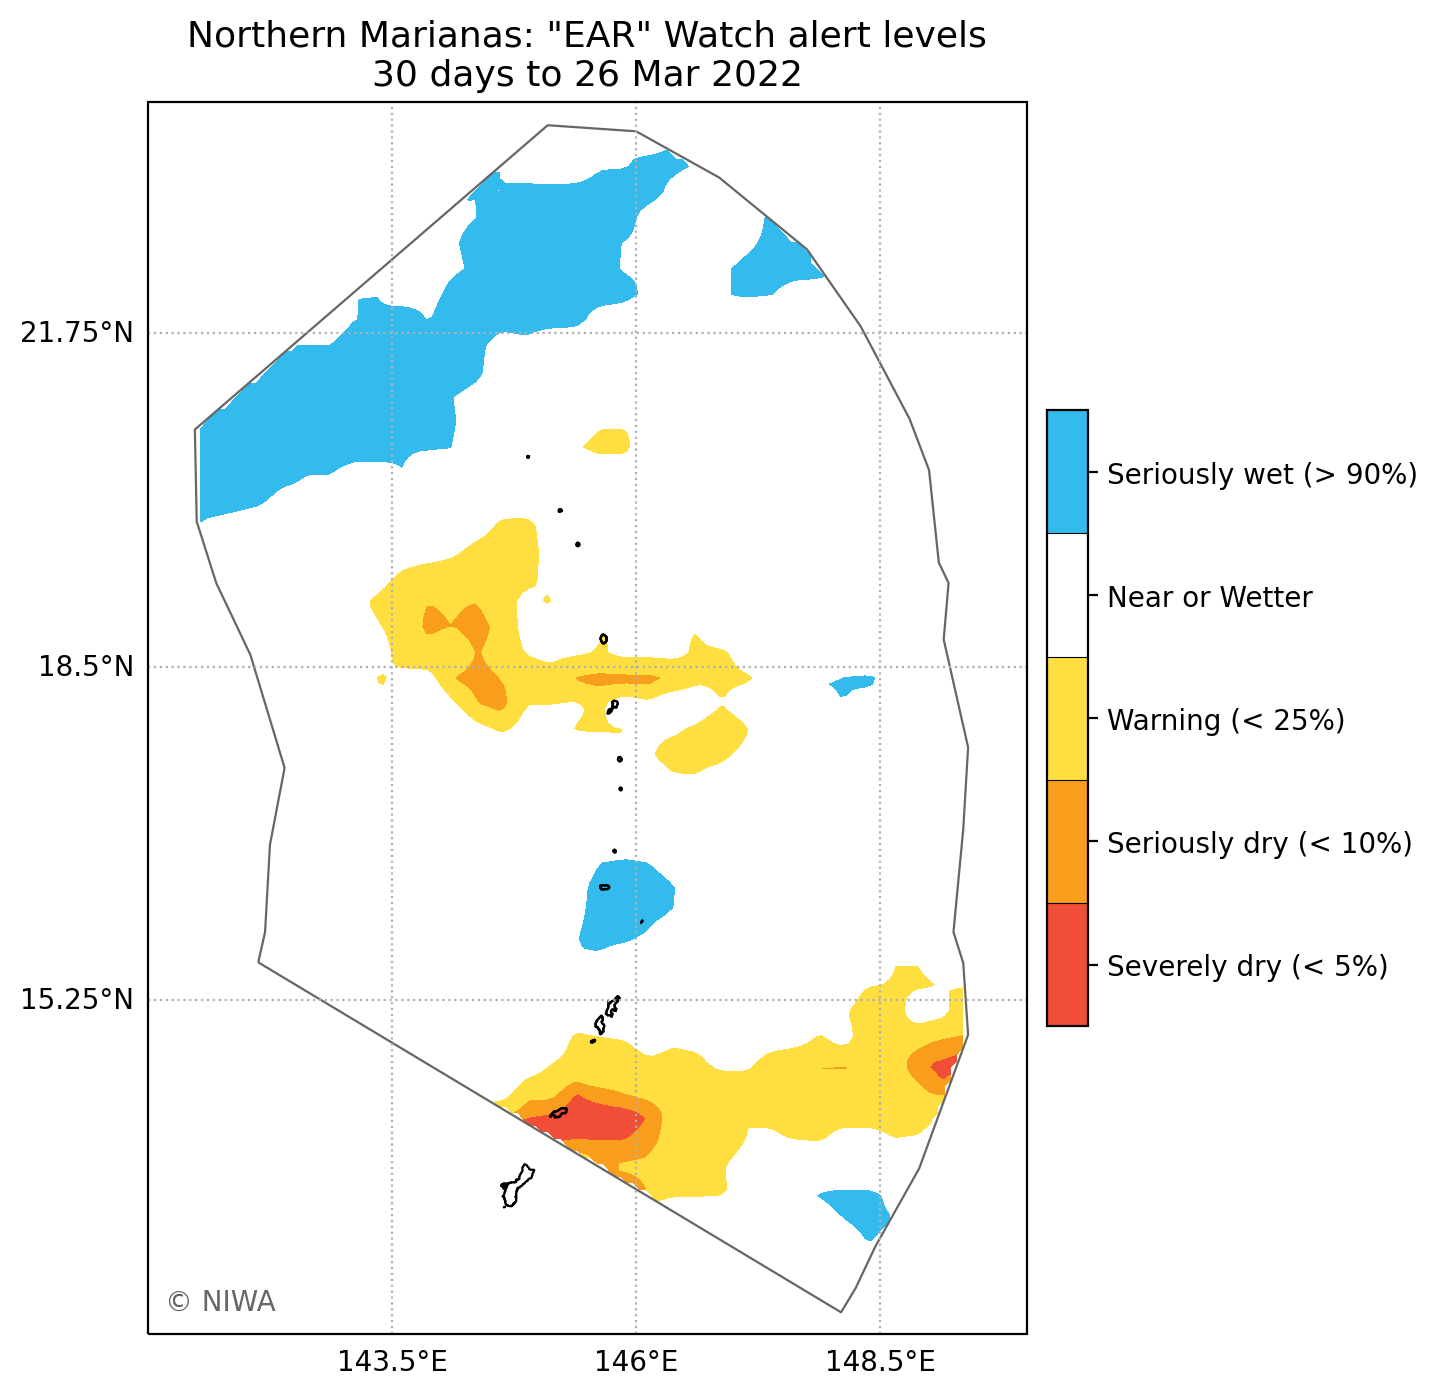 Northern Marianas: "EAR" Watch alert levels
30 days to 26 Mar 2022
21.75°N
18.5°N
15.25°N
143.5°E
146°E
148.5°E
Seriously wet (> 90%)
Near or Wetter
Warning (< 25%)
Seriously dry (< 10%)
Severely dry (< 5%)
© NIWA